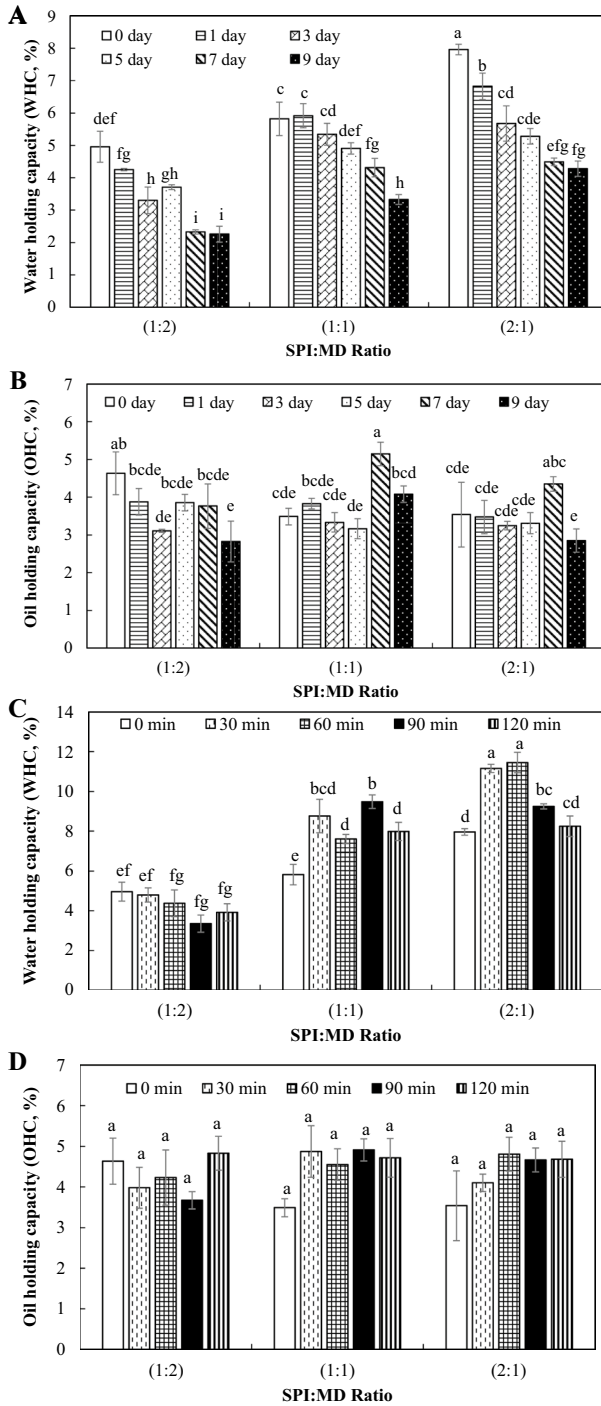 A
Water holding capacity (WHC, %)
9
8
7
6
5
4
3
2
1
0
0 day 1 day 3 day
5 day 7 day 9 day
def fg h gh i i
c c cd def fg h
a b cd cde efg fg
(1:2) (1:1) (2:1)
SPI:MD Ratio
B
Oil holding capacity (OHC, %)
7
6
5
4
3
2
1
0
0 day 1 day 3 day 5 day 7 day 9 day
ab bcde de bcde bcde e
cde bcde cde de a bcd
cde cde cde cde abc e
(1:2) (1:1) (2:1)
SPI:MD Ratio
C
Water holding capacity (WHC, %)
14
12
10
8
6
4
2
0
0 min 30 min 60 min 90 min 120 min
ef ef fg fg fg
e bcd d b d
d a a bc cd
(1:2) (1:1) (2:1)
SPI:MD Ratio
D
Oil holding capacity (OHC, %)
7
6
5
4
3
2
1
0
0 min 30 min 60 min 90 min 120 min
a a a a a
a a a a a
a a a a a
(1:2) (1:1) (2:1)
SPI:MD Ratio